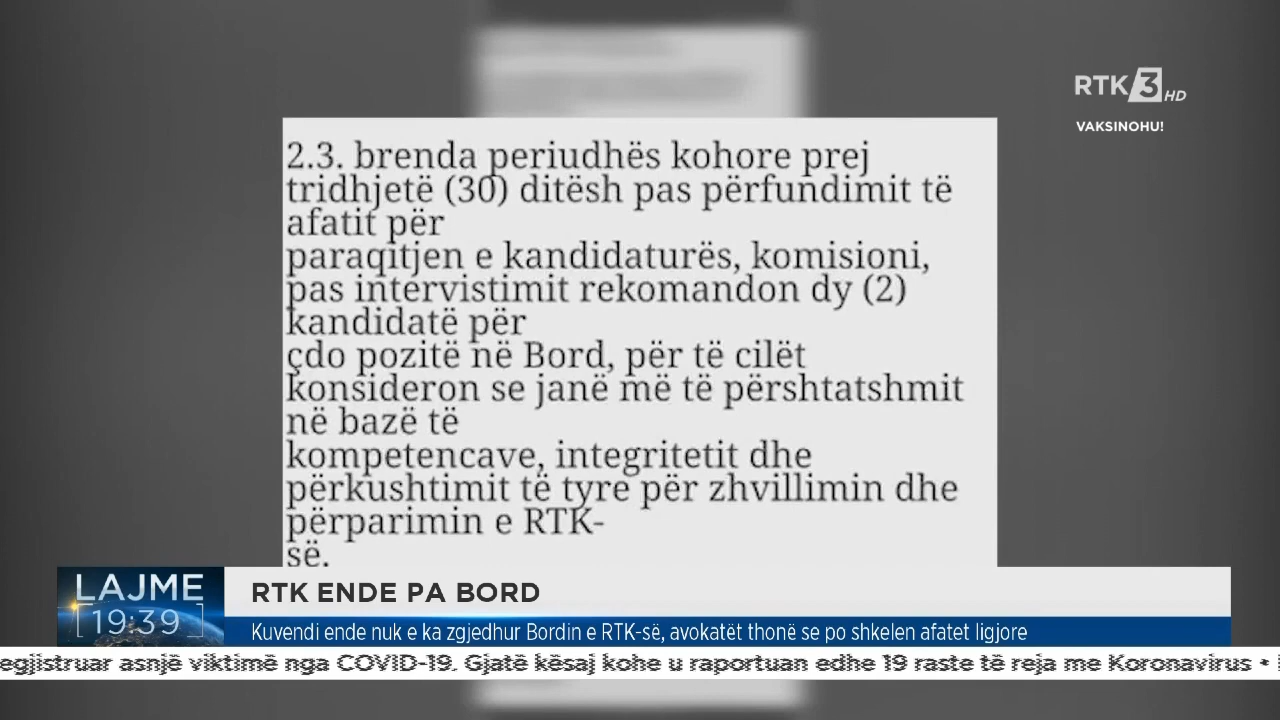 RTK 3 HD
VAKSINOHU!
2.3. brenda periudhës kohore prej
tridhjetë (30) ditësh pas përfundimit të
afatit për
paraqitjen e kandidaturës, komisioni,
pas intervistimit rekomandon dy (2)
kandidatë për
çdo pozitë në Bord, për të cilët
konsideron se janë më të përshtatshmit
në bazë të
kompetencave, integritetit dhe
përkushtimit të tyre për zhvillimin dhe
përparimin e RTK-
së.
LAJME
19:39
RTK ENDE PA BORD
Kuvendi ende nuk e ka zgjedhur Bordin e RTK-së, avokatët thonë se po shkelen afatet ligjore
egjistruar asnjë viktimë nga COVID-19. Gjatë kësaj kohe u raportuan edhe 19 raste të reja me Koronavirus •